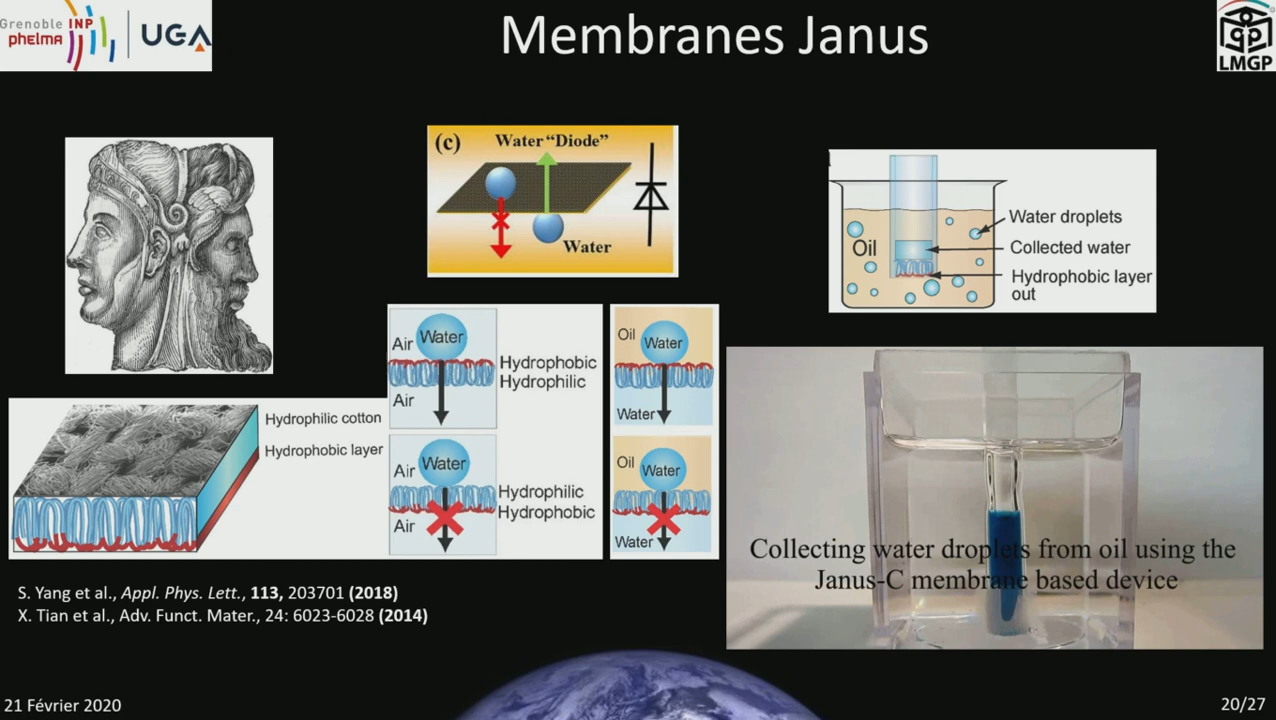 Grenoble INP
phelma
UGA
Membranes Janus
LMGP
(c)
Water “Diode”
Water
Water droplets
Oil
Collected water
Hydrophobic layer
out
Air
Water
Hydrophobic
Hydrophilic
Air
Oil
Water
Water
Hydrophilic cotton
Hydrophobic layer
Air
Water
Hydrophilic
Hydrophobic
Air
Oil
Water
Water
Collecting water droplets from oil using the
Janus-C membrane based device
S. Yang et al., Appl. Phys. Lett., 113, 203701 (2018)
X. Tian et al., Adv. Funct. Mater., 24: 6023-6028 (2014)
21 Février 2020
20/27